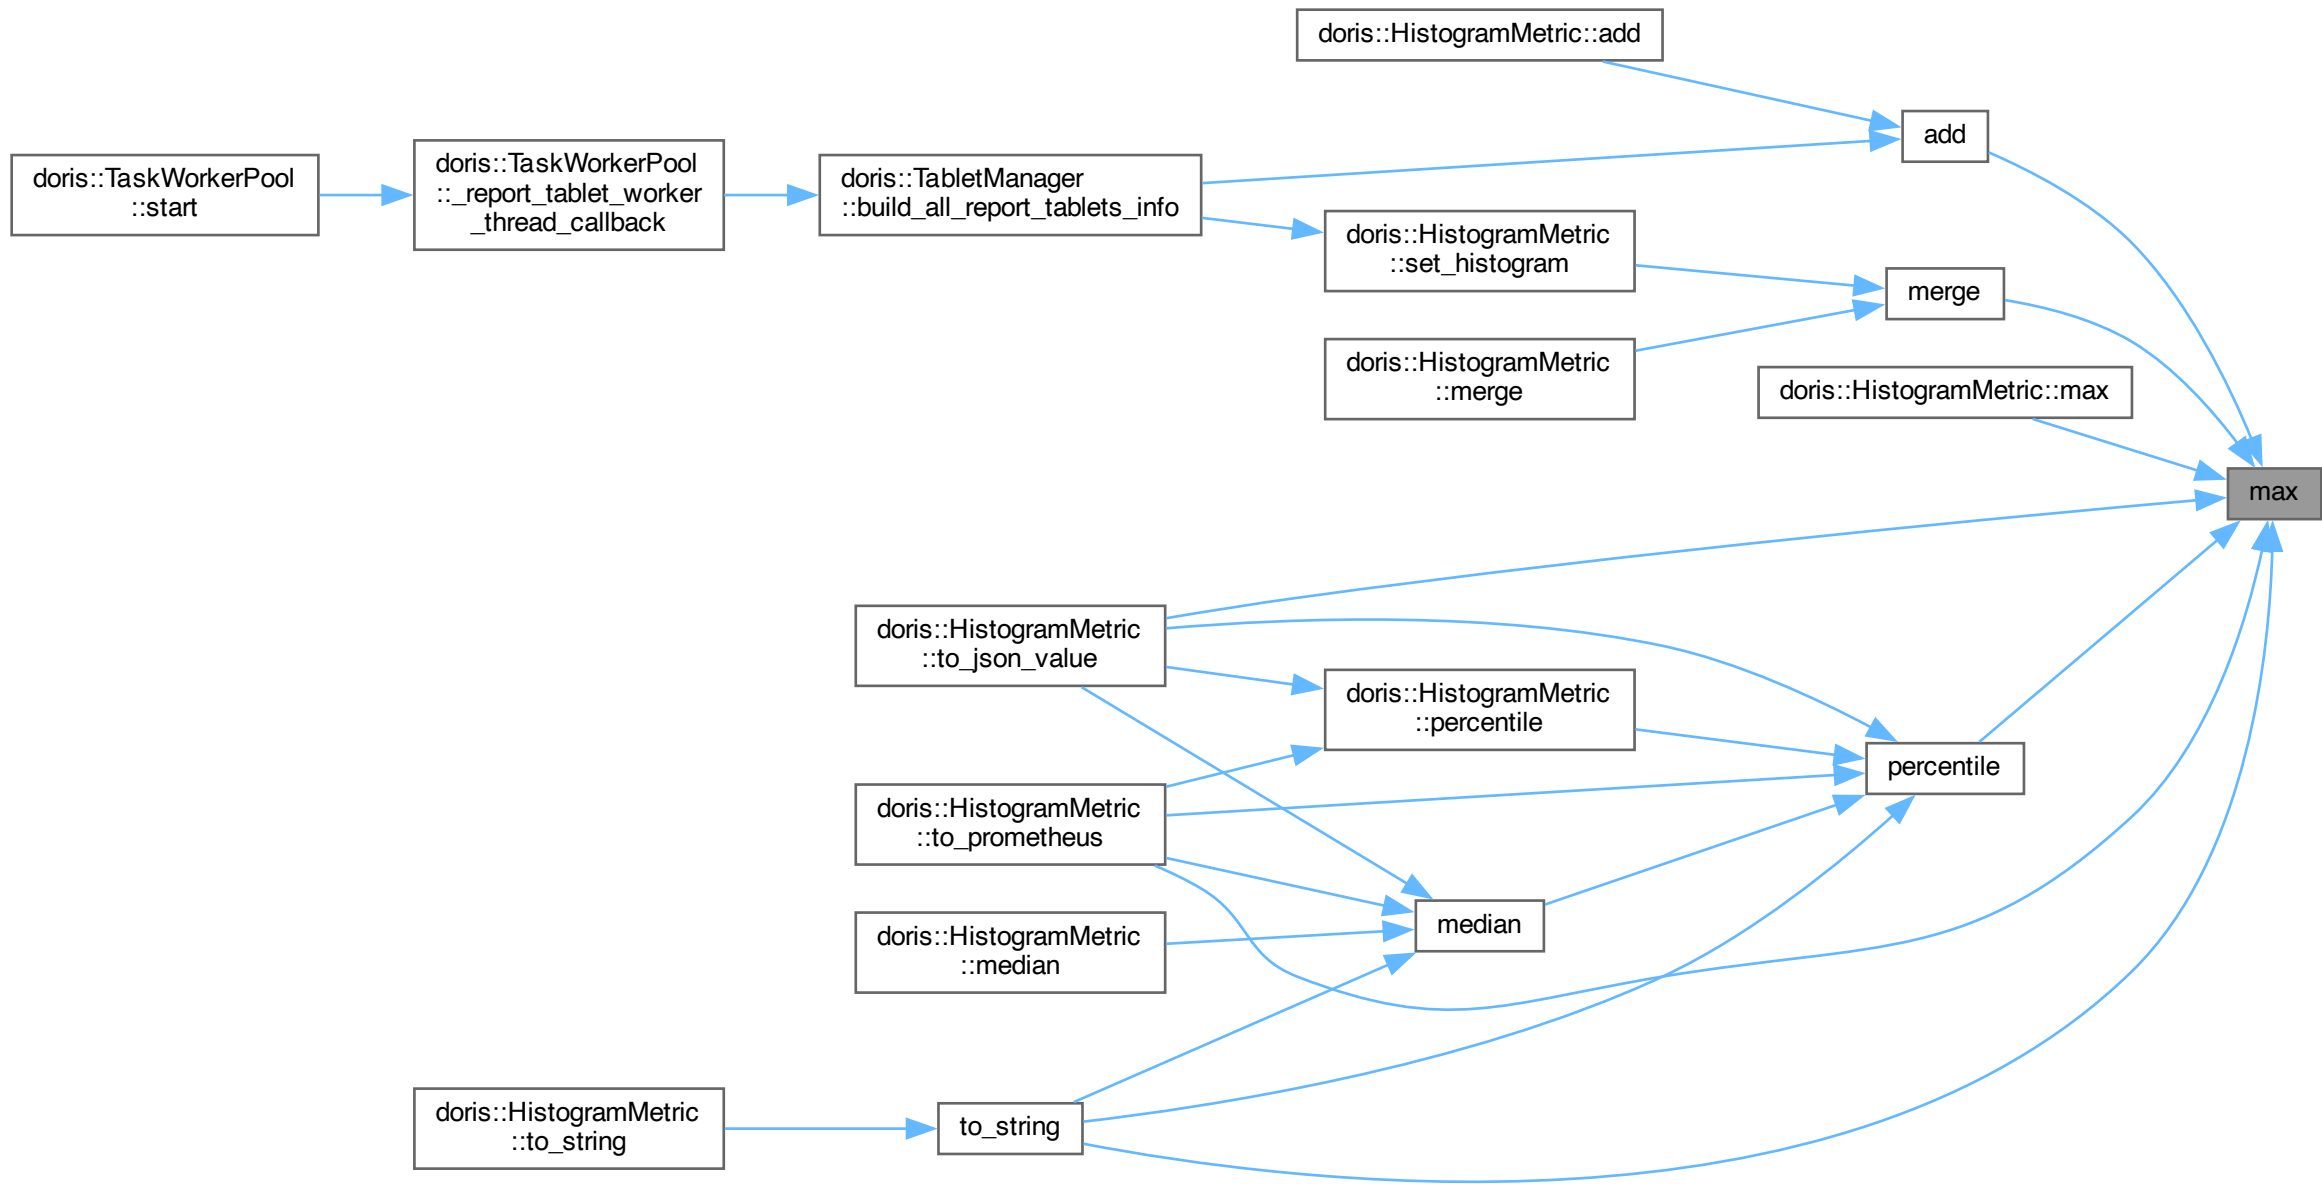 doris::HistogramMetric::add
add
doris::TaskWorkerPool
::start
doris::TaskWorkerPool
::_report_tablet_worker
_thread_callback
doris::TabletManager
::build_all_report_tablets_info
doris::HistogramMetric
::set_histogram
merge
doris::HistogramMetric
::merge
doris::HistogramMetric::max
max
doris::HistogramMetric
::to_json_value
doris::HistogramMetric
::percentile
percentile
doris::HistogramMetric
::to_prometheus
median
doris::HistogramMetric
::median
doris::HistogramMetric
::to_string
to_string